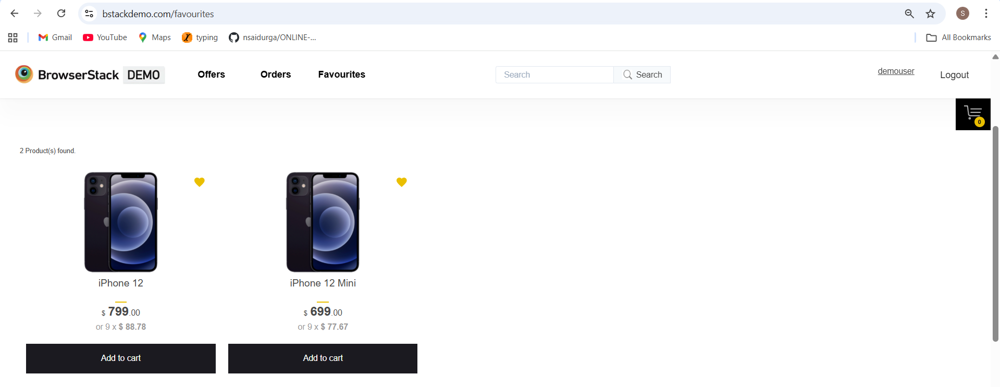 bstackdemo.com/favourites
S
Gmail
YouTube
Maps
typing
nsaidurga/ONLINE-...
All Bookmarks
BrowserStack DEMO
Offers
Orders
Favourites
Search
Search
demouser
Logout
0
2 Product(s) found.
iPhone 12
$ 799.00
or 9 x $ 88.78
Add to cart
iPhone 12 Mini
$ 699.00
or 9 x $ 77.67
Add to cart